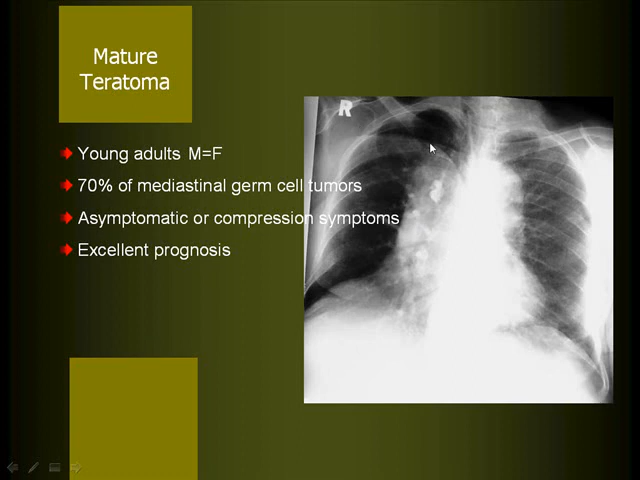 Mature
Teratoma
Young adults M=F
70% of mediastinal germ cell tumors
Asymptomatic or compression symptoms
Excellent prognosis
R